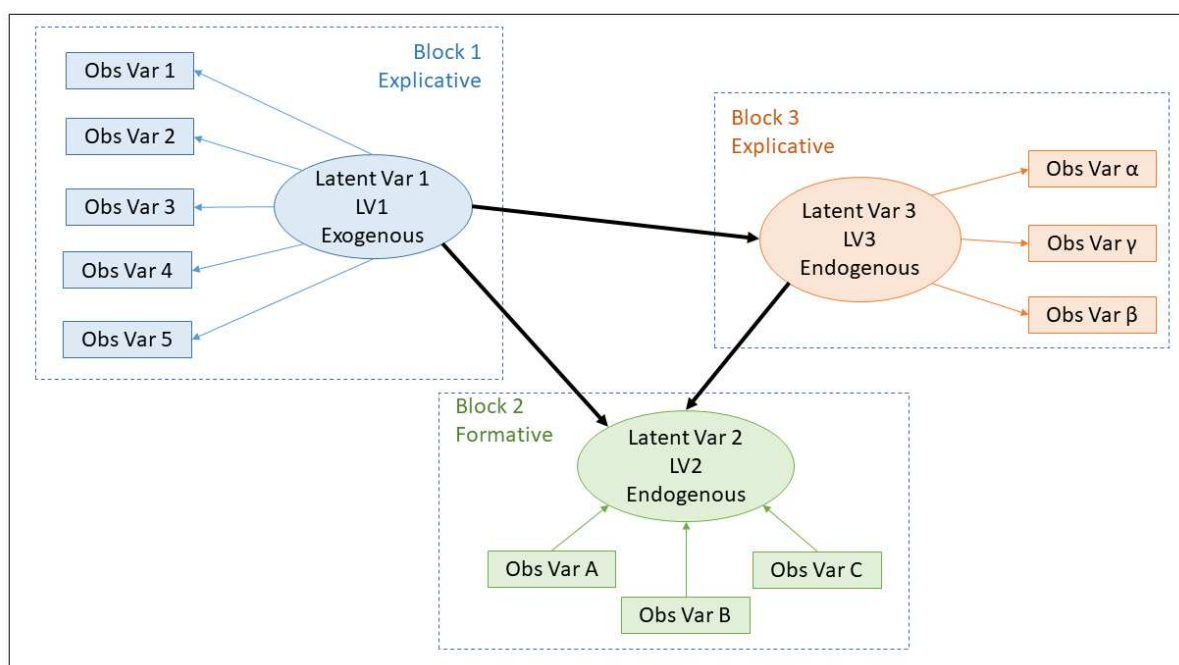 Block 1
Explicative
Obs Var 1
Obs Var 2
Obs Var 3
Obs Var 4
Obs Var 5
Latent Var 1
LV1
Exogenous
Block 3
Explicative
Latent Var 3
LV3
Endogenous
Obs Var α
Obs Var γ
Obs Var β
Block 2
Formative
Latent Var 2
LV2
Endogenous
Obs Var A
Obs Var B
Obs Var C